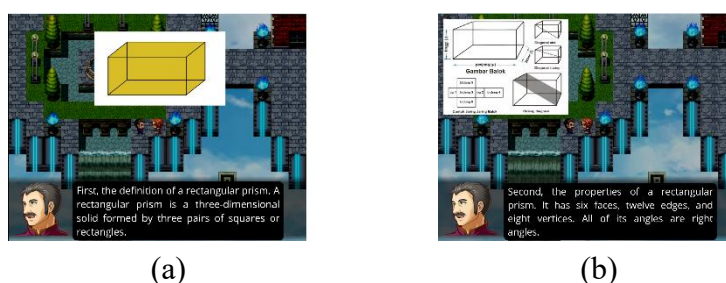 First, the definition of a rectangular prism. A
rectangular prism is a three-dimensional
solid formed by three pairs of squares or
rectangles.
(a)
Gambar Balok
Second, the properties of a rectangular
prism. It has six faces, twelve edges, and
eight vertices. All of its angles are right
angles.
(b)